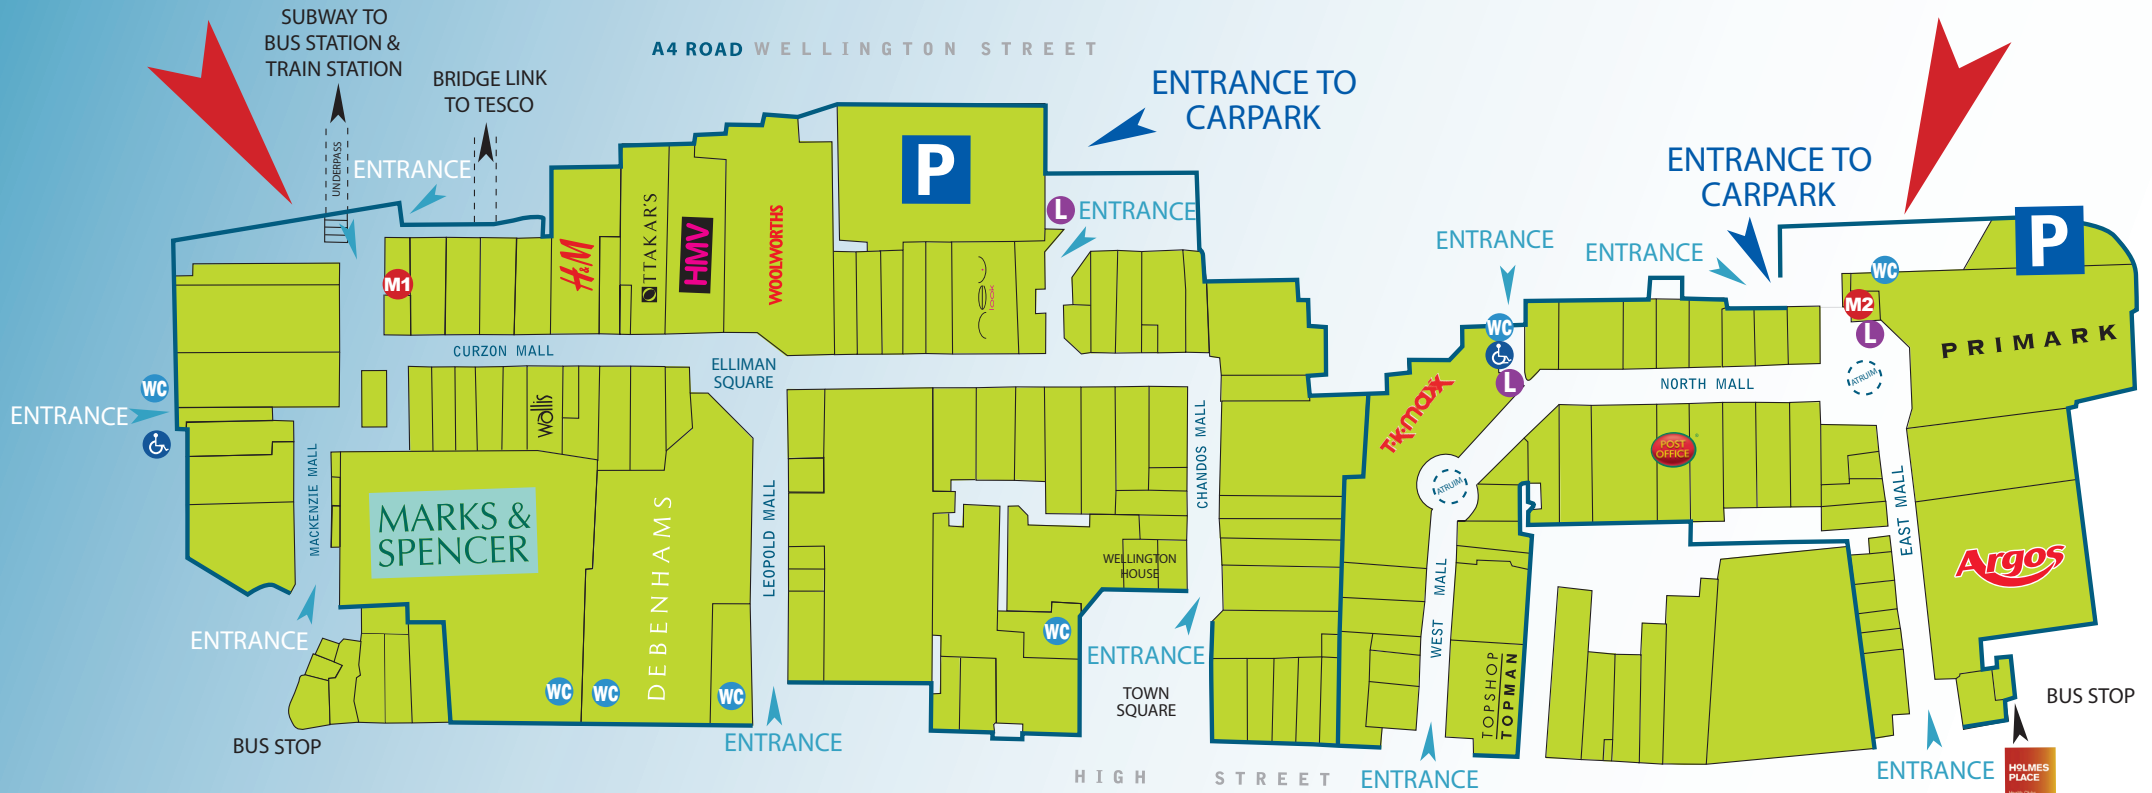 SUBWAY TO
BUS STATION &
TRAIN STATION
BRIDGE LINK
TO TESCO
A4 ROAD WELLINGTON STREET
ENTRANCE TO
CARPARK
UNDERPASS
ENTRANCE
P
L ENTRANCE
ENTRANCE TO
CARPARK
ENTRANCE
ENTRANCE
P
WC
M1
H&M
OTTAKAR'S
HMV
WOOLWORTHS
LOOK
WC
L
M2
L
PRIMARK
CURZON MALL
ELLIMAN
SQUARE
NORTH MALL
ATRUIM
WC
ENTRANCE
Wallis
T.K.maxx
POST
OFFICE
MACKENZIE MALL
MARKS &
SPENCER
DEBENHAMS
LEOPOLD MALL
CHANDOS MALL
ATRUIM
EAST MALL
WELLINGTON
HOUSE
Argos
WEST MALL
ENTRANCE
WC
ENTRANCE
WC
WC
WC
TOWN
SQUARE
TOPSHOP
TOPMAN
BUS STOP
BUS STOP
ENTRANCE
HIGH STREET
ENTRANCE
ENTRANCE
HOLMES
PLACE